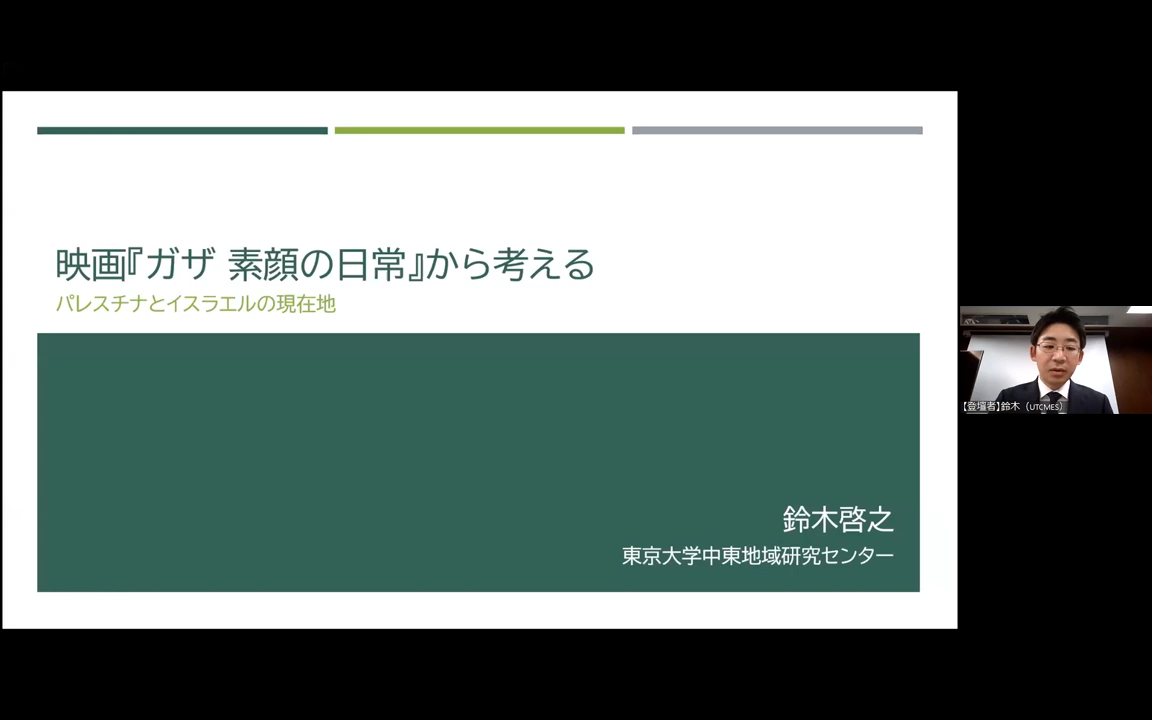 映画『ガザ 素顔の日常』から考える
パレスチナとイスラエルの現在地
鈴木啓之
東京大学中東地域研究センター
【登壇者】鈴木（UTCMES）